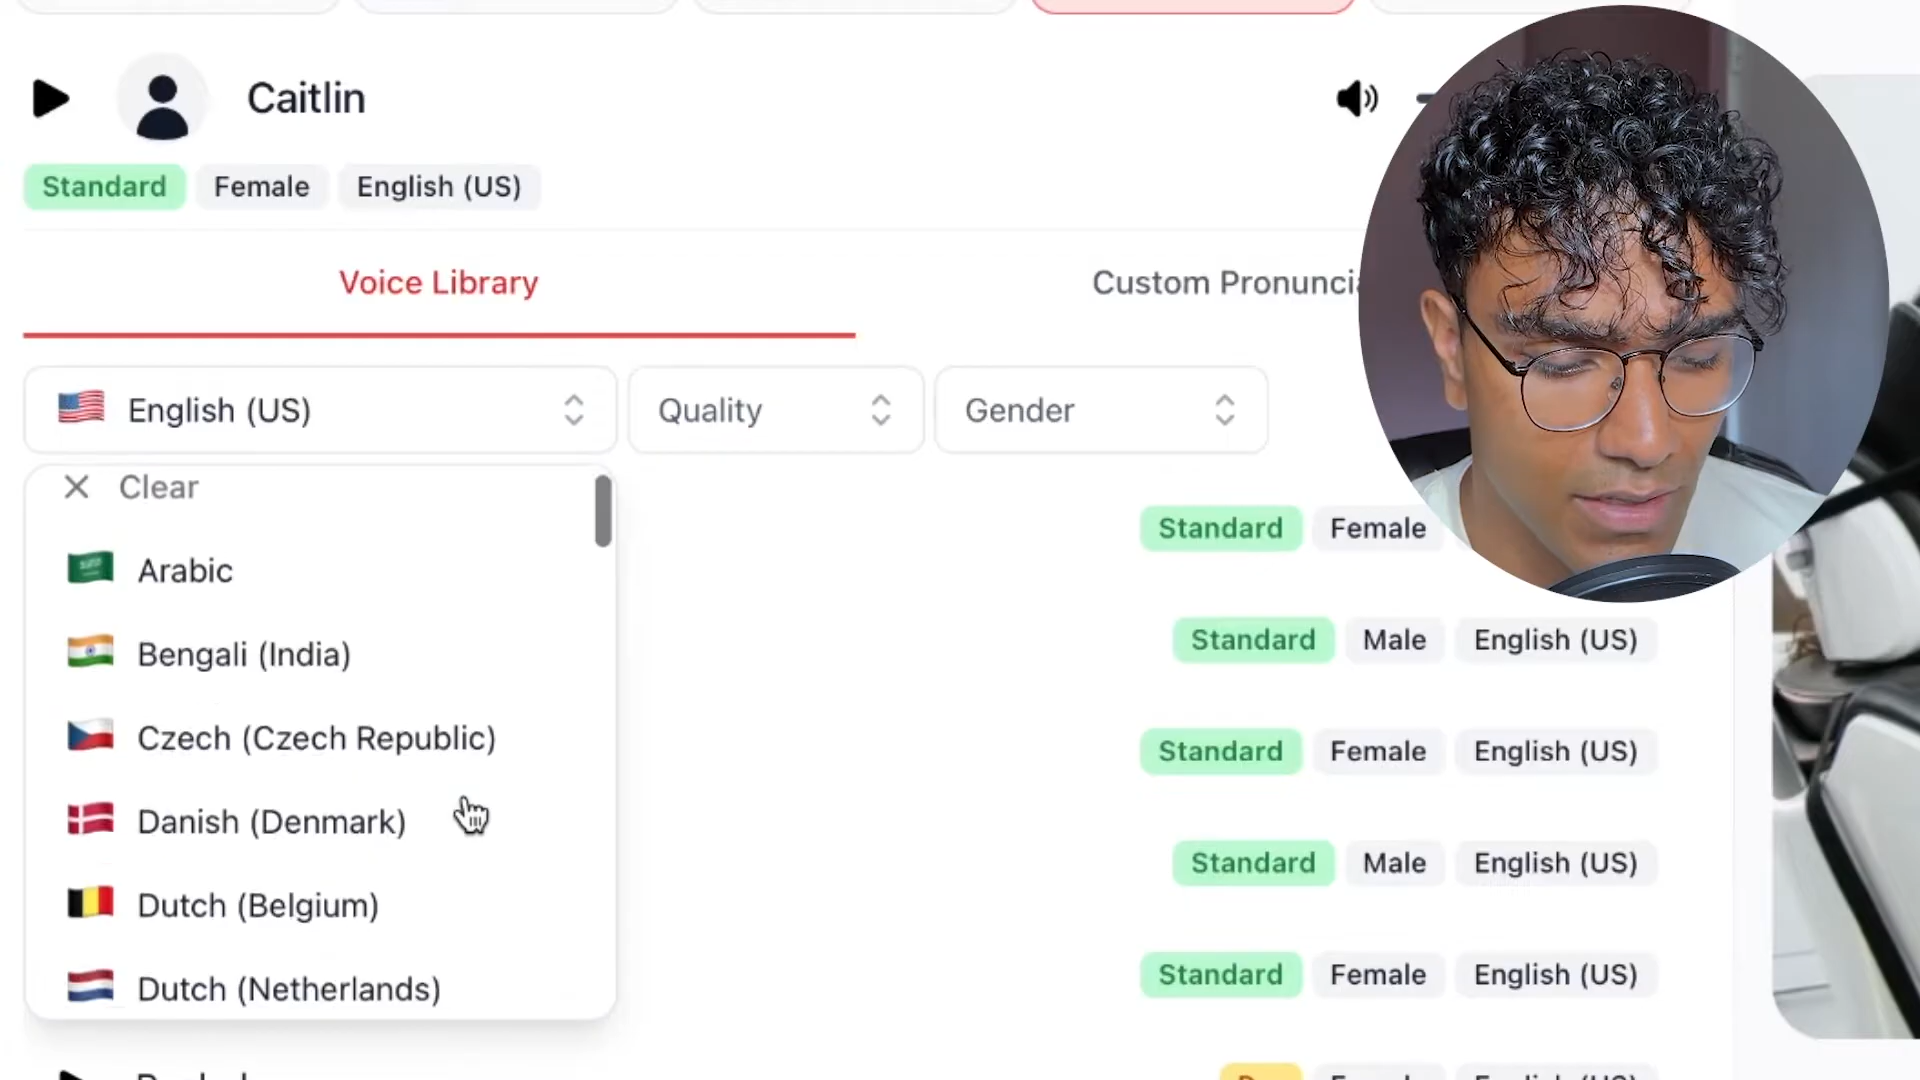 Caitlin
Standard Female English (US)
Voice Library
English (US) Quality Gender
Clear
Arabic
Bengali (India)
Czech (Czech Republic)
Danish (Denmark)
Dutch (Belgium)
Dutch (Netherlands)
Standard Female
Standard Male English (US)
Standard Female English (US)
Standard Male English (US)
Standard Female English (US)